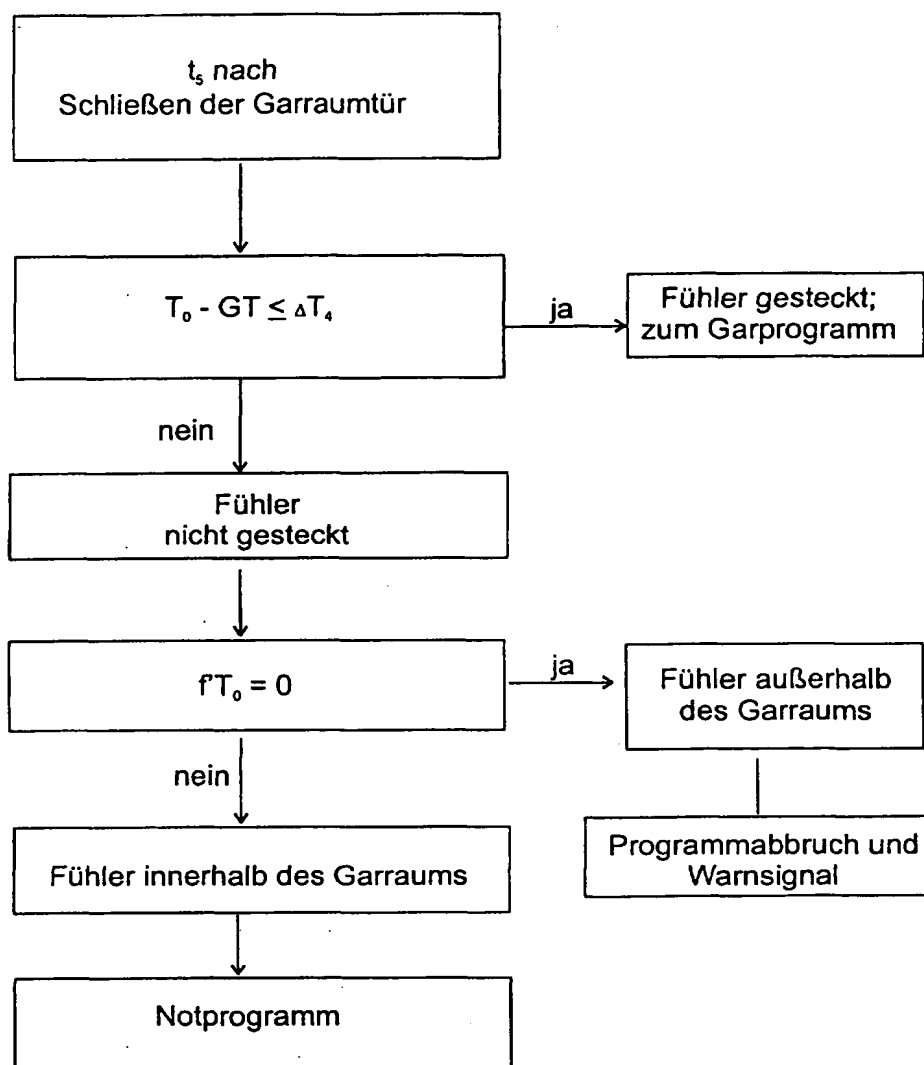 t₅ nach
Schließen der Garraumtür
T₀ - GT ≤ ΔT₄
ja
Fühler gesteckt;
zum Garprogramm
nein
Fühler
nicht gesteckt
f'T₀ = 0
ja
Fühler außerhalb
des Garraums
nein
Programmabbruch und
Warnsignal
Fühler innerhalb des Garraums
Notprogramm